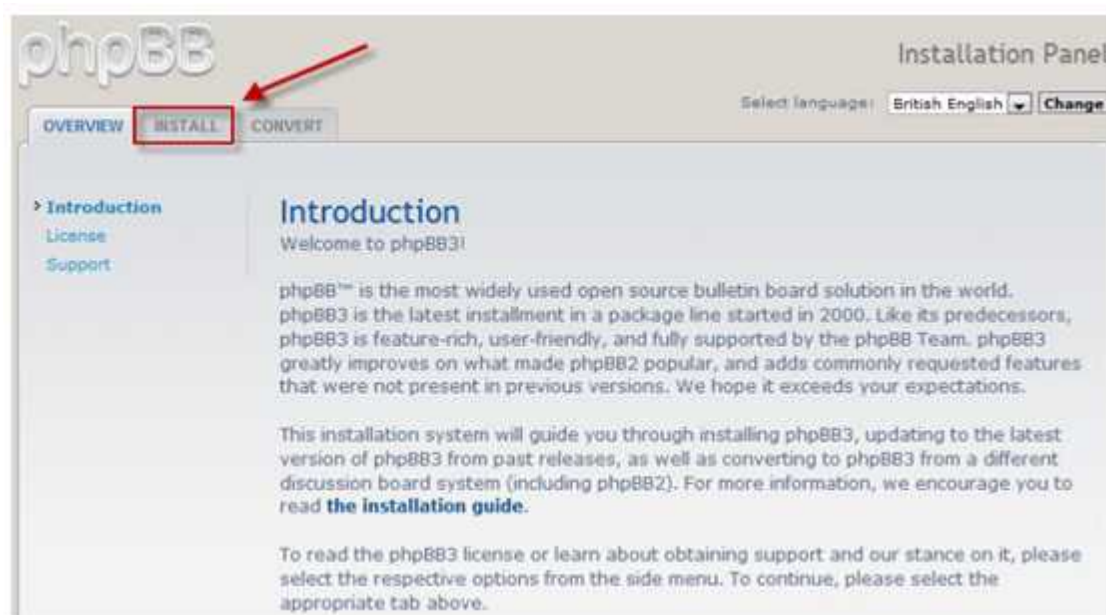 phpBB
Installation Panel
Select language: British English Change
OVERVIEW INSTALL CONVERT
Introduction
License
Support
Introduction
Welcome to phpBB3!
phpBB™ is the most widely used open source bulletin board solution in the world.
phpBB3 is the latest installment in a package line started in 2000. Like its predecessors,
phpBB3 is feature-rich, user-friendly, and fully supported by the phpBB Team. phpBB3
greatly improves on what made phpBB2 popular, and adds commonly requested features
that were not present in previous versions. We hope it exceeds your expectations.
This installation system will guide you through installing phpBB3, updating to the latest
version of phpBB3 from past releases, as well as converting to phpBB3 from a different
discussion board system (including phpBB2). For more information, we encourage you to
read the installation guide.
To read the phpBB3 license or learn about obtaining support and our stance on it, please
select the respective options from the side menu. To continue, please select the
appropriate tab above.